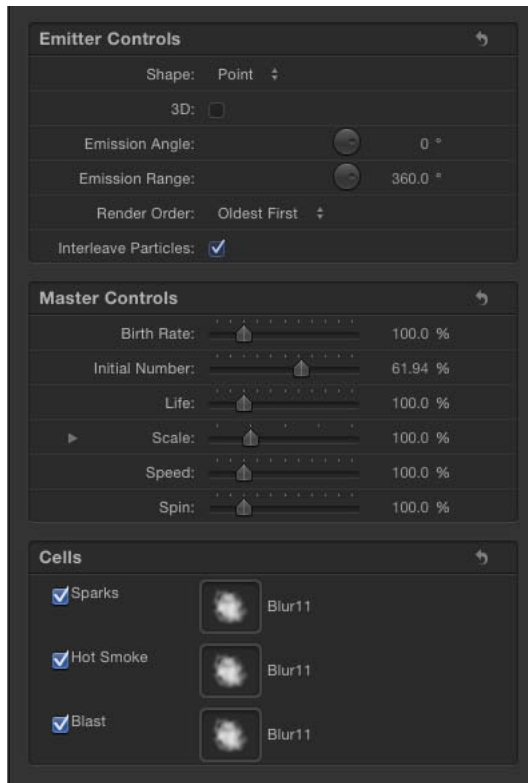 Emitter Controls
Shape: Point
3D:
Emission Angle: 0 °
Emission Range: 360.0 °
Render Order: Oldest First
Interleave Particles:
Master Controls
Birth Rate: 100.0 %
Initial Number: 61.94 %
Life: 100.0 %
Scale: 100.0 %
Speed: 100.0 %
Spin: 100.0 %
Cells
Sparks Blur11
Hot Smoke Blur11
Blast Blur11